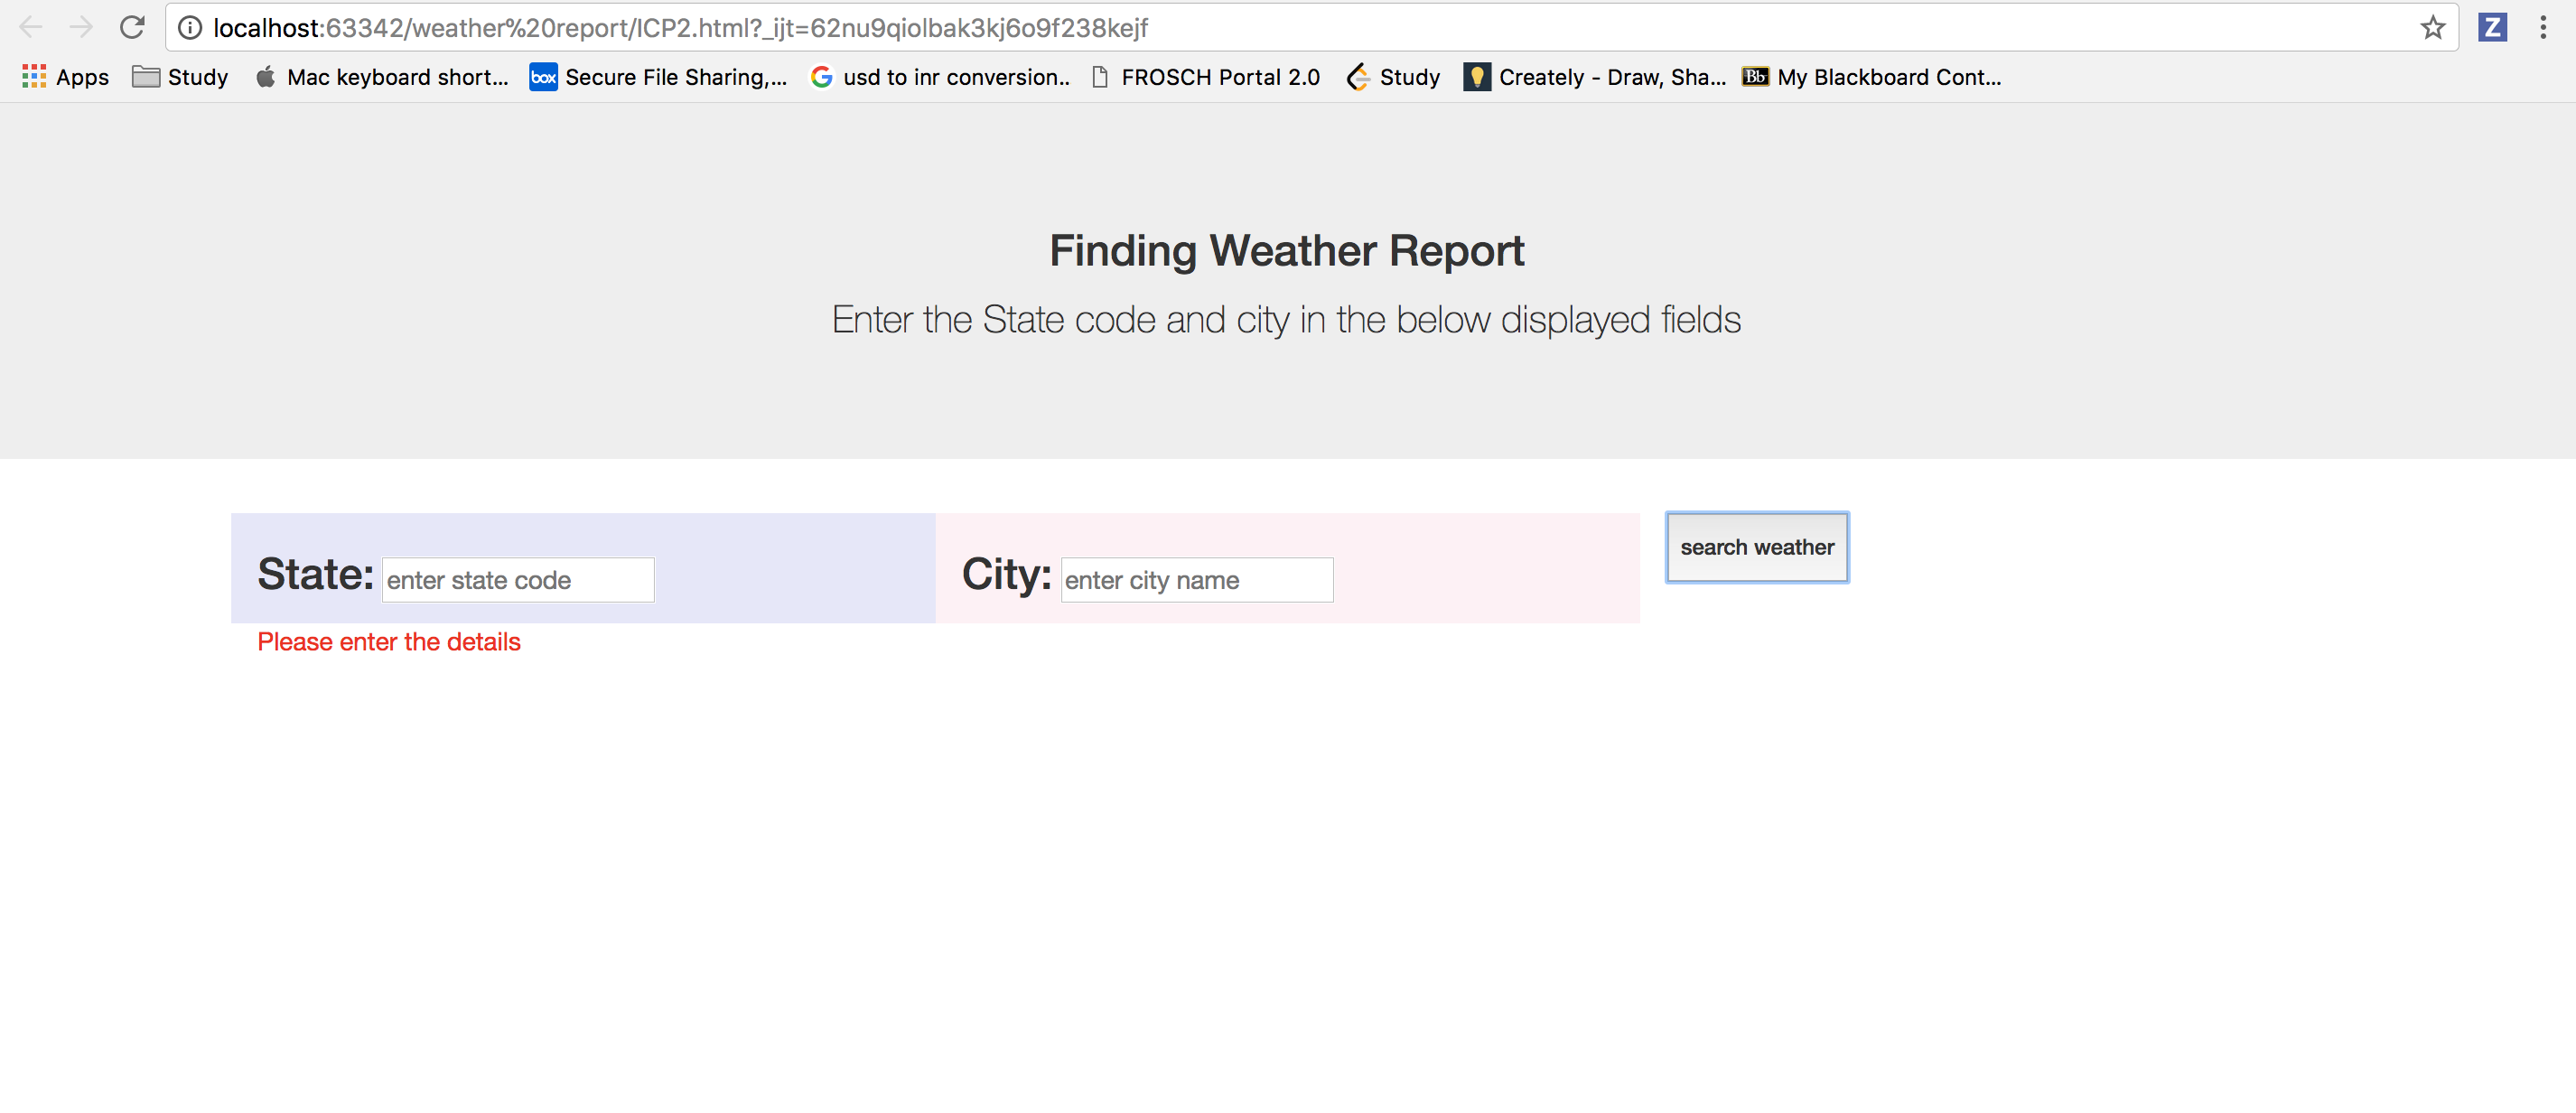 localhost:63342/weather%20report/ICP2.html?_ijt=62nu9qiolbak3kj6o9f238kejf
Z
Apps Study Mac keyboard short... box Secure File Sharing,... G usd to inr conversion.. FROSCH Portal 2.0 Study Creately - Draw, Sha... Bb My Blackboard Cont...
Finding Weather Report
Enter the State code and city in the below displayed fields
State: enter state code City: enter city name search weather
Please enter the details